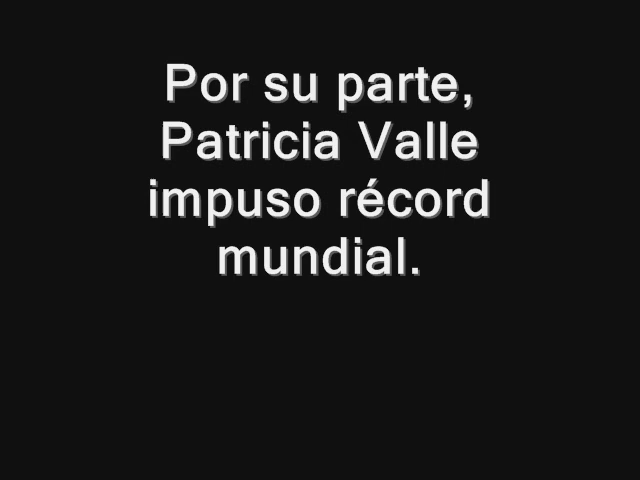 Por su parte,
Patricia Valle
impuso récord
mundial.